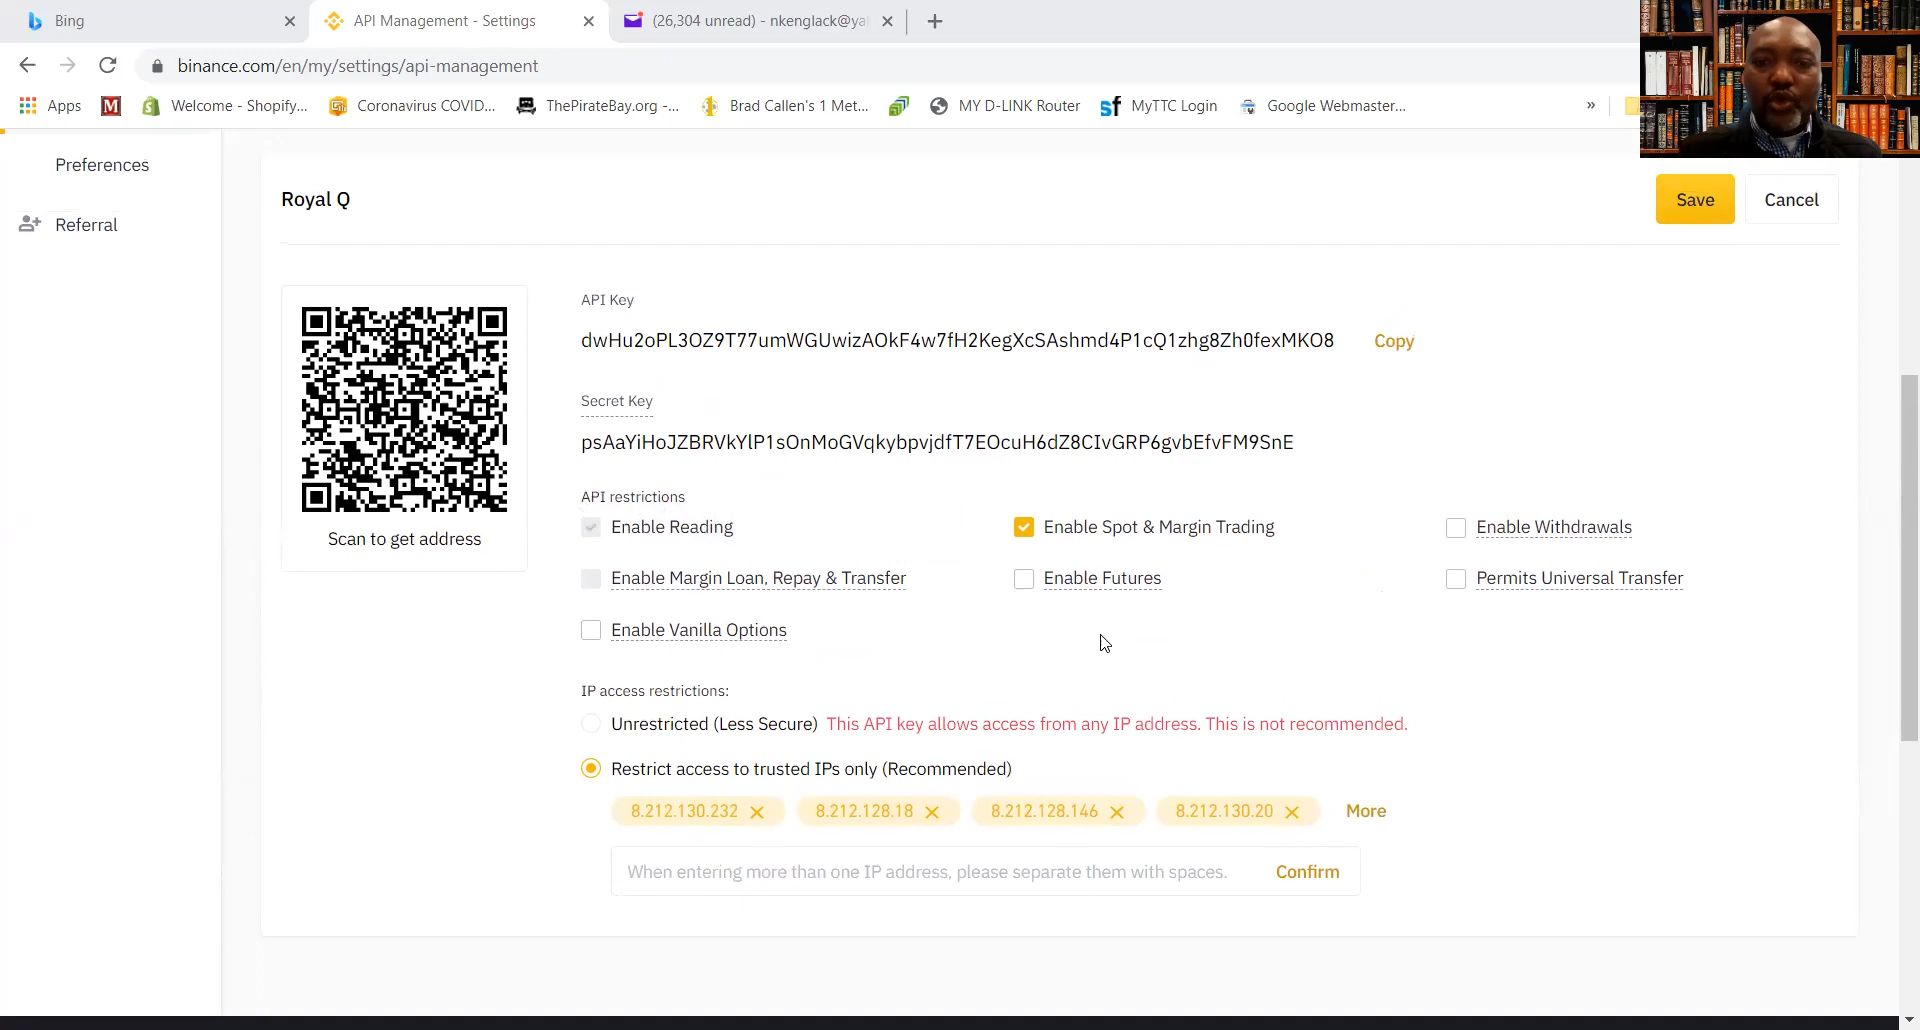 Bing
API Management - Settings
(26,304 unread) - nkenglack@ya
binance.com/en/my/settings/api-management
Apps
Welcome - Shopify...
Coronavirus COVID...
ThePirateBay.org -...
Brad Callen's 1 Met...
MY D-LINK Router
MyTTC Login
Google Webmaster...
»
Preferences
Referral
Royal Q
Save
Cancel
Scan to get address
API Key
dwHu2oPL3OZ9T77umWGUwizAOkF4w7fH2KegXcSAshmd4P1cQ1zhg8Zh0fexMKO8
Copy
Secret Key
psAaYiHoJZBRVkYlP1sOnMoGVqkybpvjdfT7EOcuH6dZ8CIvGRP6gvbEfvFM9SnE
API restrictions
Enable Reading
Enable Spot & Margin Trading
Enable Withdrawals
Enable Margin Loan, Repay & Transfer
Enable Futures
Permits Universal Transfer
Enable Vanilla Options
IP access restrictions:
Unrestricted (Less Secure) This API key allows access from any IP address. This is not recommended.
Restrict access to trusted IPs only (Recommended)
8.212.130.232
8.212.128.18
8.212.128.146
8.212.130.20
More
When entering more than one IP address, please separate them with spaces.
Confirm